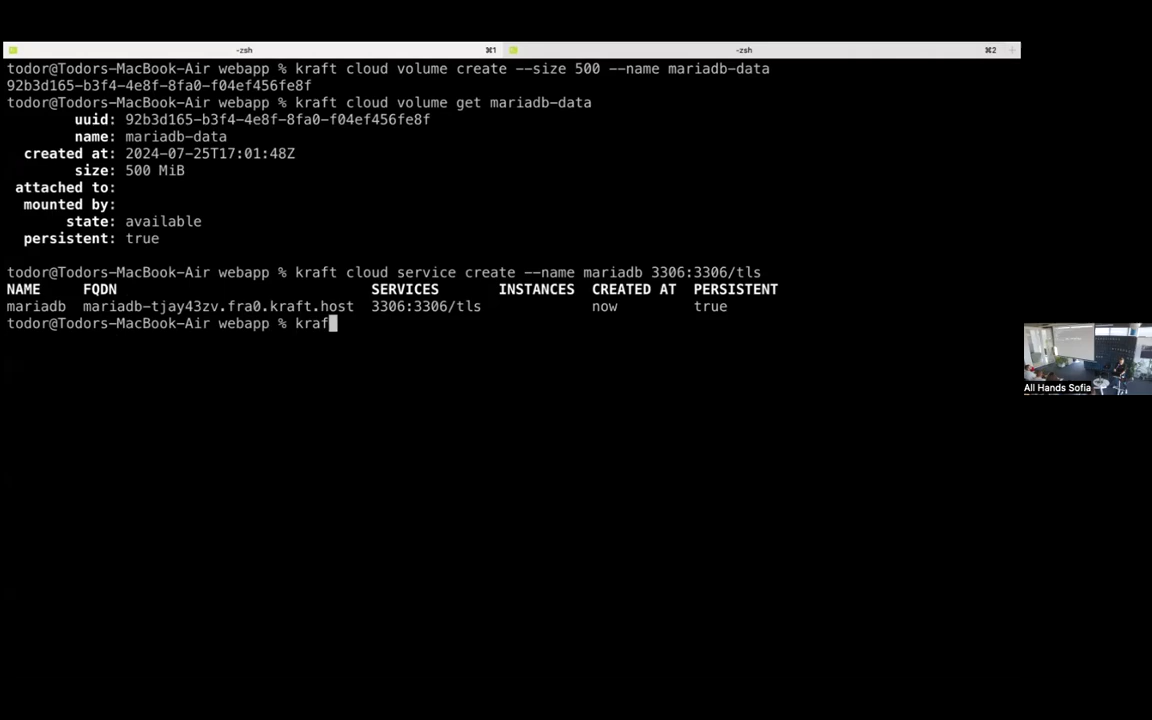 -zsh ⌘1 -zsh ⌘2 +
todor@Todors-MacBook-Air webapp % kraft cloud volume create --size 500 --name mariadb-data
92b3d165-b3f4-4e8f-8fa0-f04ef456fe8f
todor@Todors-MacBook-Air webapp % kraft cloud volume get mariadb-data
uuid: 92b3d165-b3f4-4e8f-8fa0-f04ef456fe8f
name: mariadb-data
created at: 2024-07-25T17:01:48Z
size: 500 MiB
attached to:
mounted by:
state: available
persistent: true
todor@Todors-MacBook-Air webapp % kraft cloud service create --name mariadb 3306:3306/tls
NAME FQDN SERVICES INSTANCES CREATED AT PERSISTENT
mariadb mariadb-tjay43zv.fra0.kraft.host 3306:3306/tls now true
todor@Todors-MacBook-Air webapp % kraf
All Hands Sofia